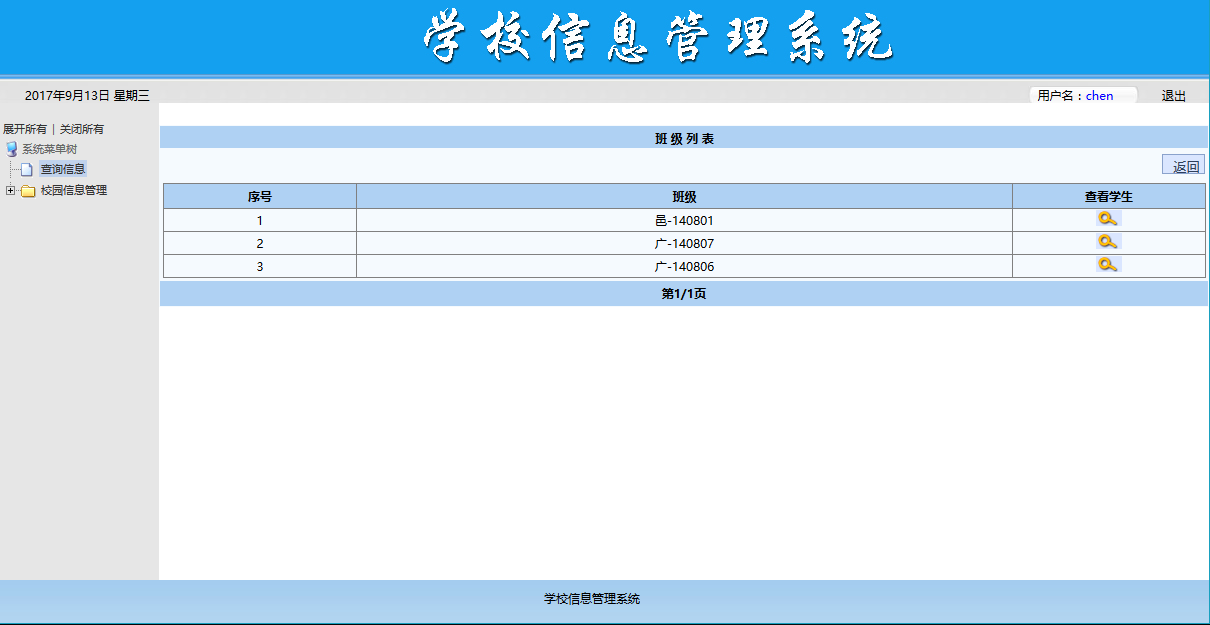 学校信息管理系统
2017年9月13日 星期三
用户名：chen
退出
展开所有 | 关闭所有
系统菜单树
查询信息
校园信息管理
班 级 列 表
返回
序号 班级 查看学生
1 邑-140801
2 广-140807
3 广-140806
第1/1页
学校信息管理系统